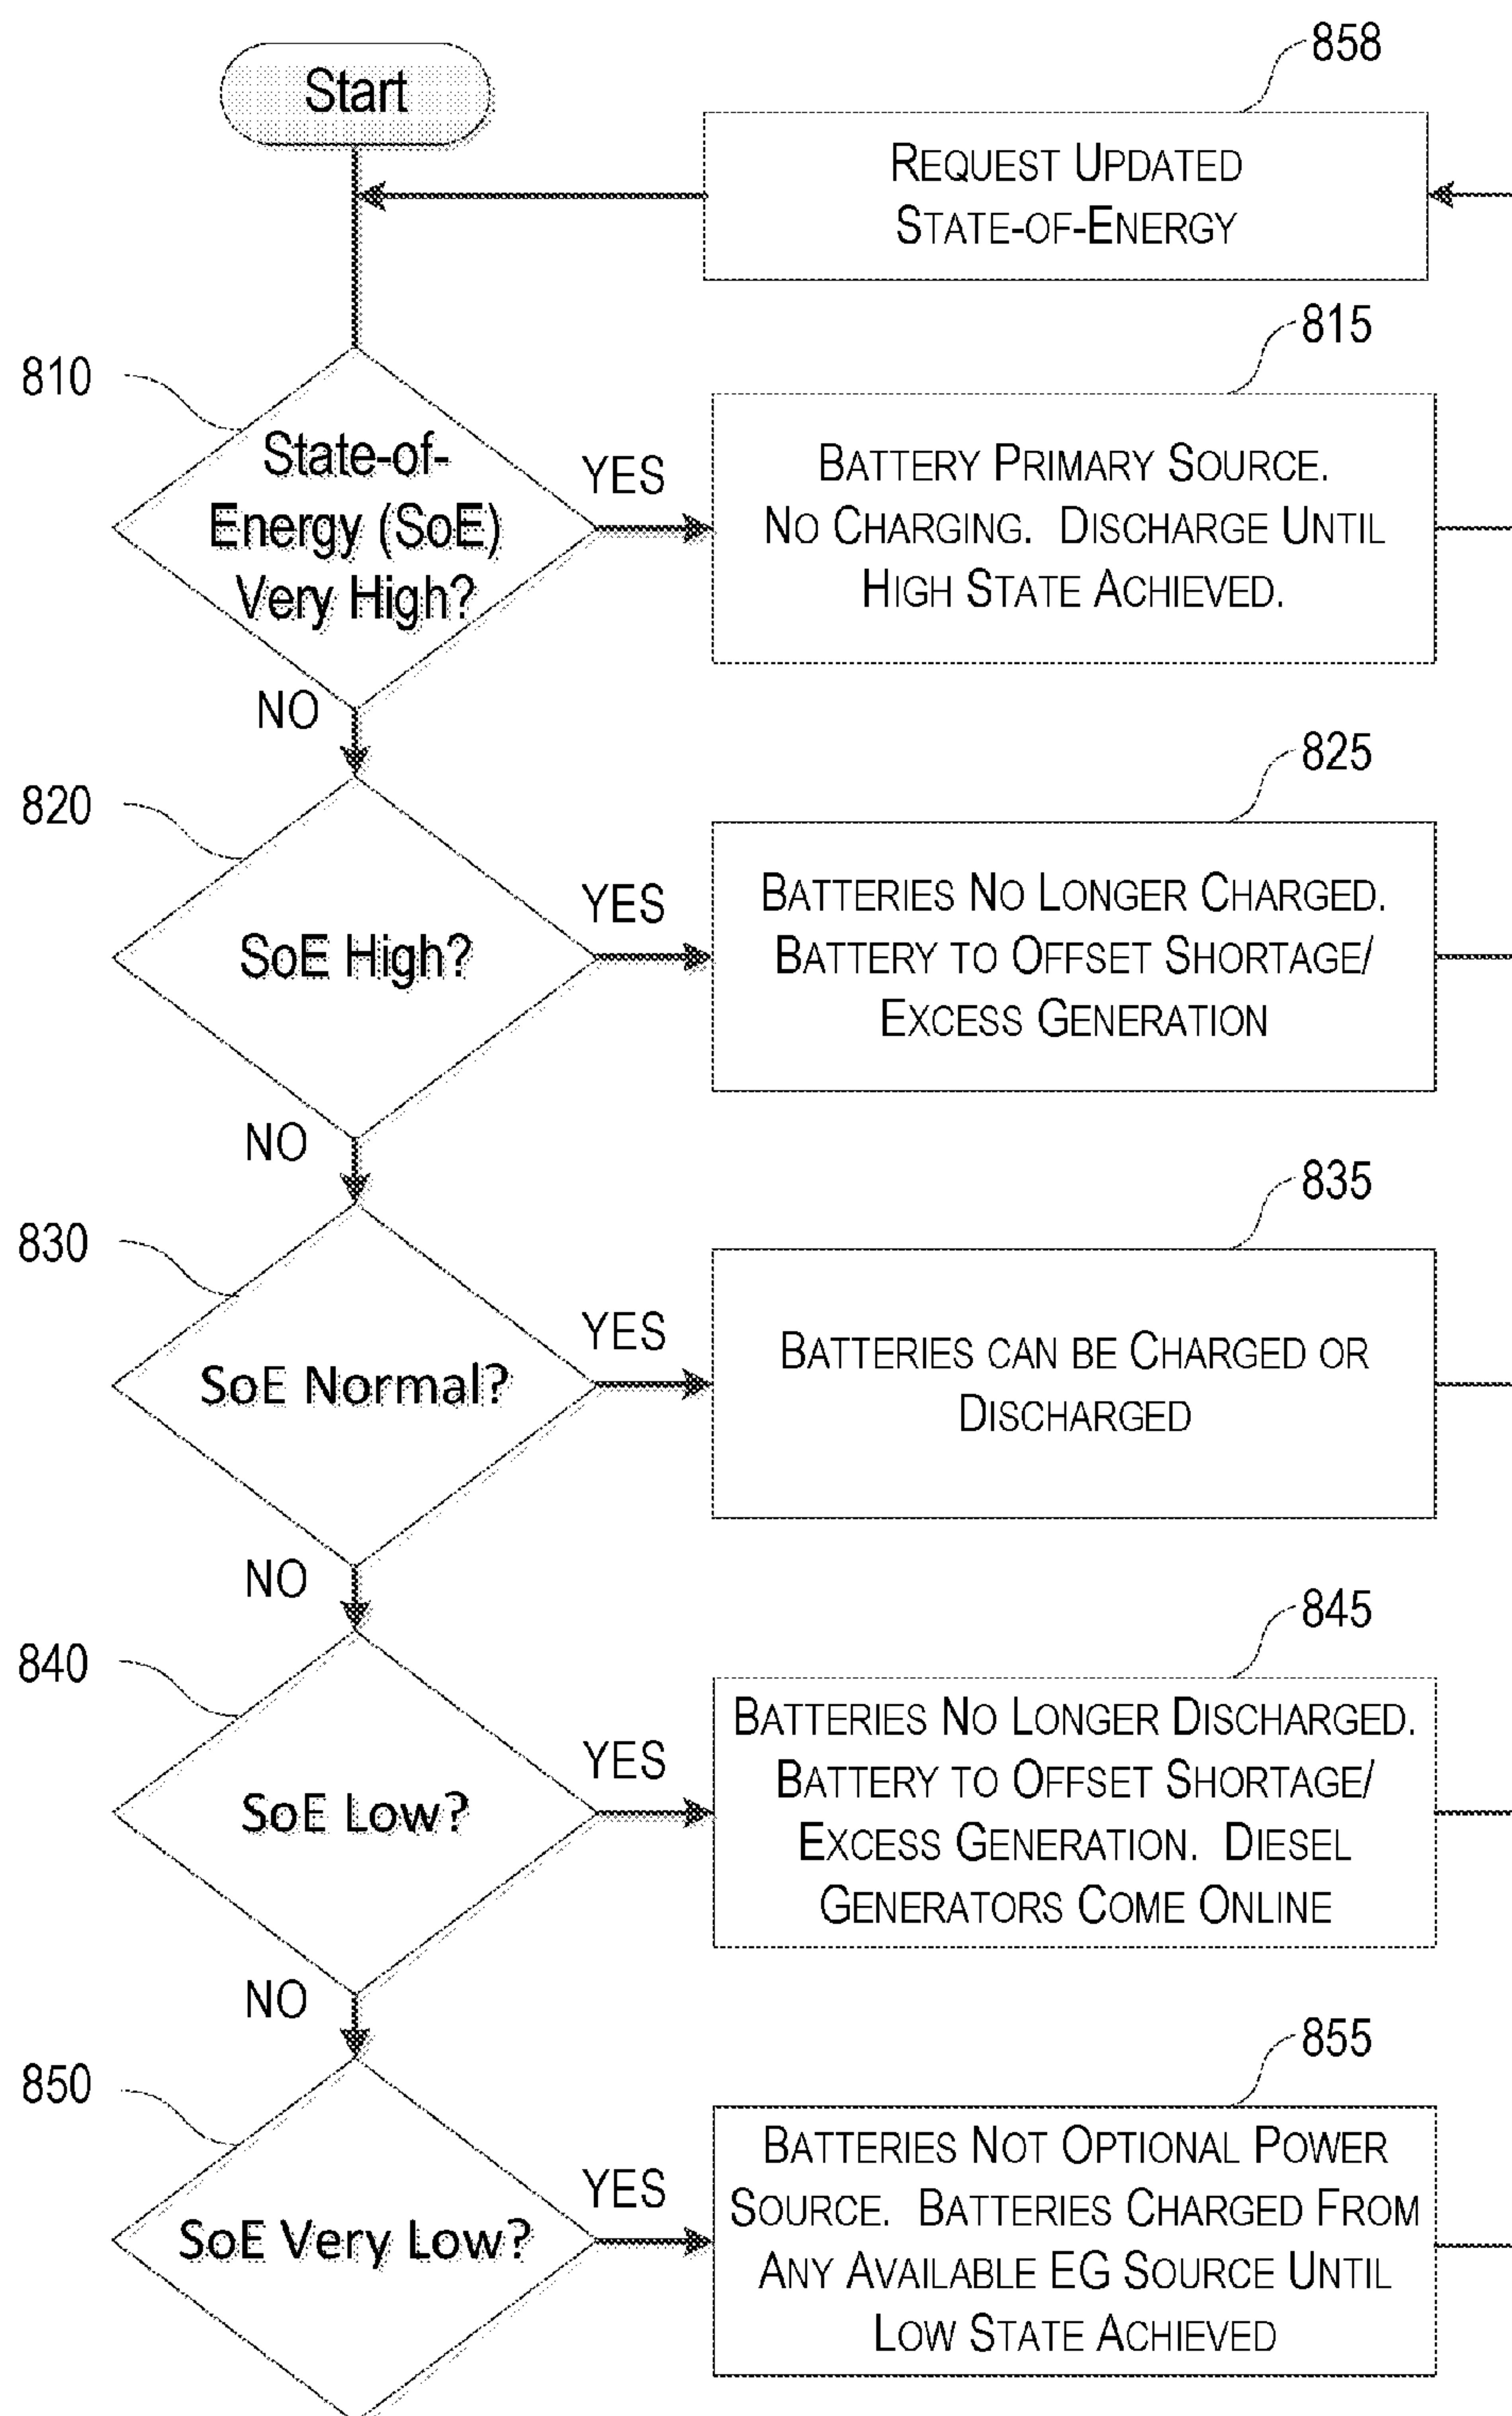 Start
858
REQUEST UPDATED
STATE-OF-ENERGY
810
State-of-
Energy (SoE)
Very High?
YES
NO
815
BATTERY PRIMARY SOURCE.
NO CHARGING. DISCHARGE UNTIL
HIGH STATE ACHIEVED.
820
SoE High?
YES
NO
825
BATTERIES NO LONGER CHARGED.
BATTERY TO OFFSET SHORTAGE/
EXCESS GENERATION
830
SoE Normal?
YES
NO
835
BATTERIES CAN BE CHARGED OR
DISCHARGED
840
SoE Low?
YES
NO
845
BATTERIES NO LONGER DISCHARGED.
BATTERY TO OFFSET SHORTAGE/
EXCESS GENERATION. DIESEL
GENERATORS COME ONLINE
850
SoE Very Low?
YES
855
BATTERIES NOT OPTIONAL POWER
SOURCE. BATTERIES CHARGED FROM
ANY AVAILABLE EG SOURCE UNTIL
LOW STATE ACHIEVED